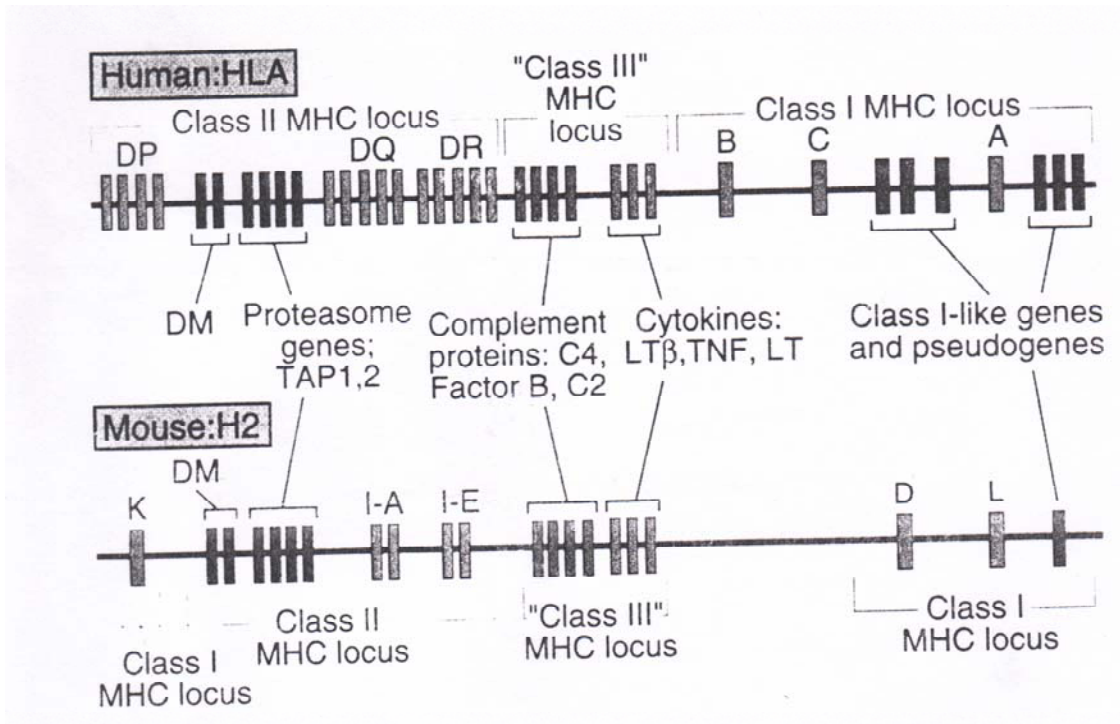 Human:HLA
"Class III"
MHC
locus
Class II MHC locus
Class I MHC locus
DP
DQ
DR
B
C
A
DM
Proteasome
genes;
TAP1,2
Complement
proteins: C4,
Factor B, C2
Cytokines:
LTβ,TNF, LT
Class I-like genes
and pseudogenes
Mouse:H2
DM
K
I-A
I-E
D
L
Class I
MHC locus
Class II
MHC locus
"Class III"
MHC locus
Class I
MHC locus